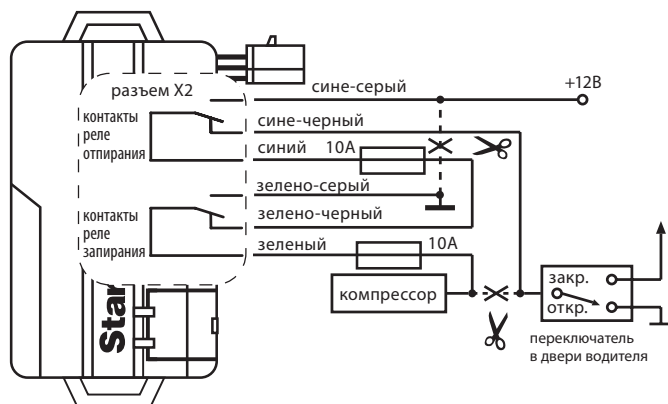 разъем X2
контакты
реле
отпирания
контакты
реле
запирания
Star
сине-серый
+12В
сине-черный
синий 10А
зелено-серый
зелено-черный
зеленый 10А
компрессор
закр.
откр.
переключатель
в двери водителя